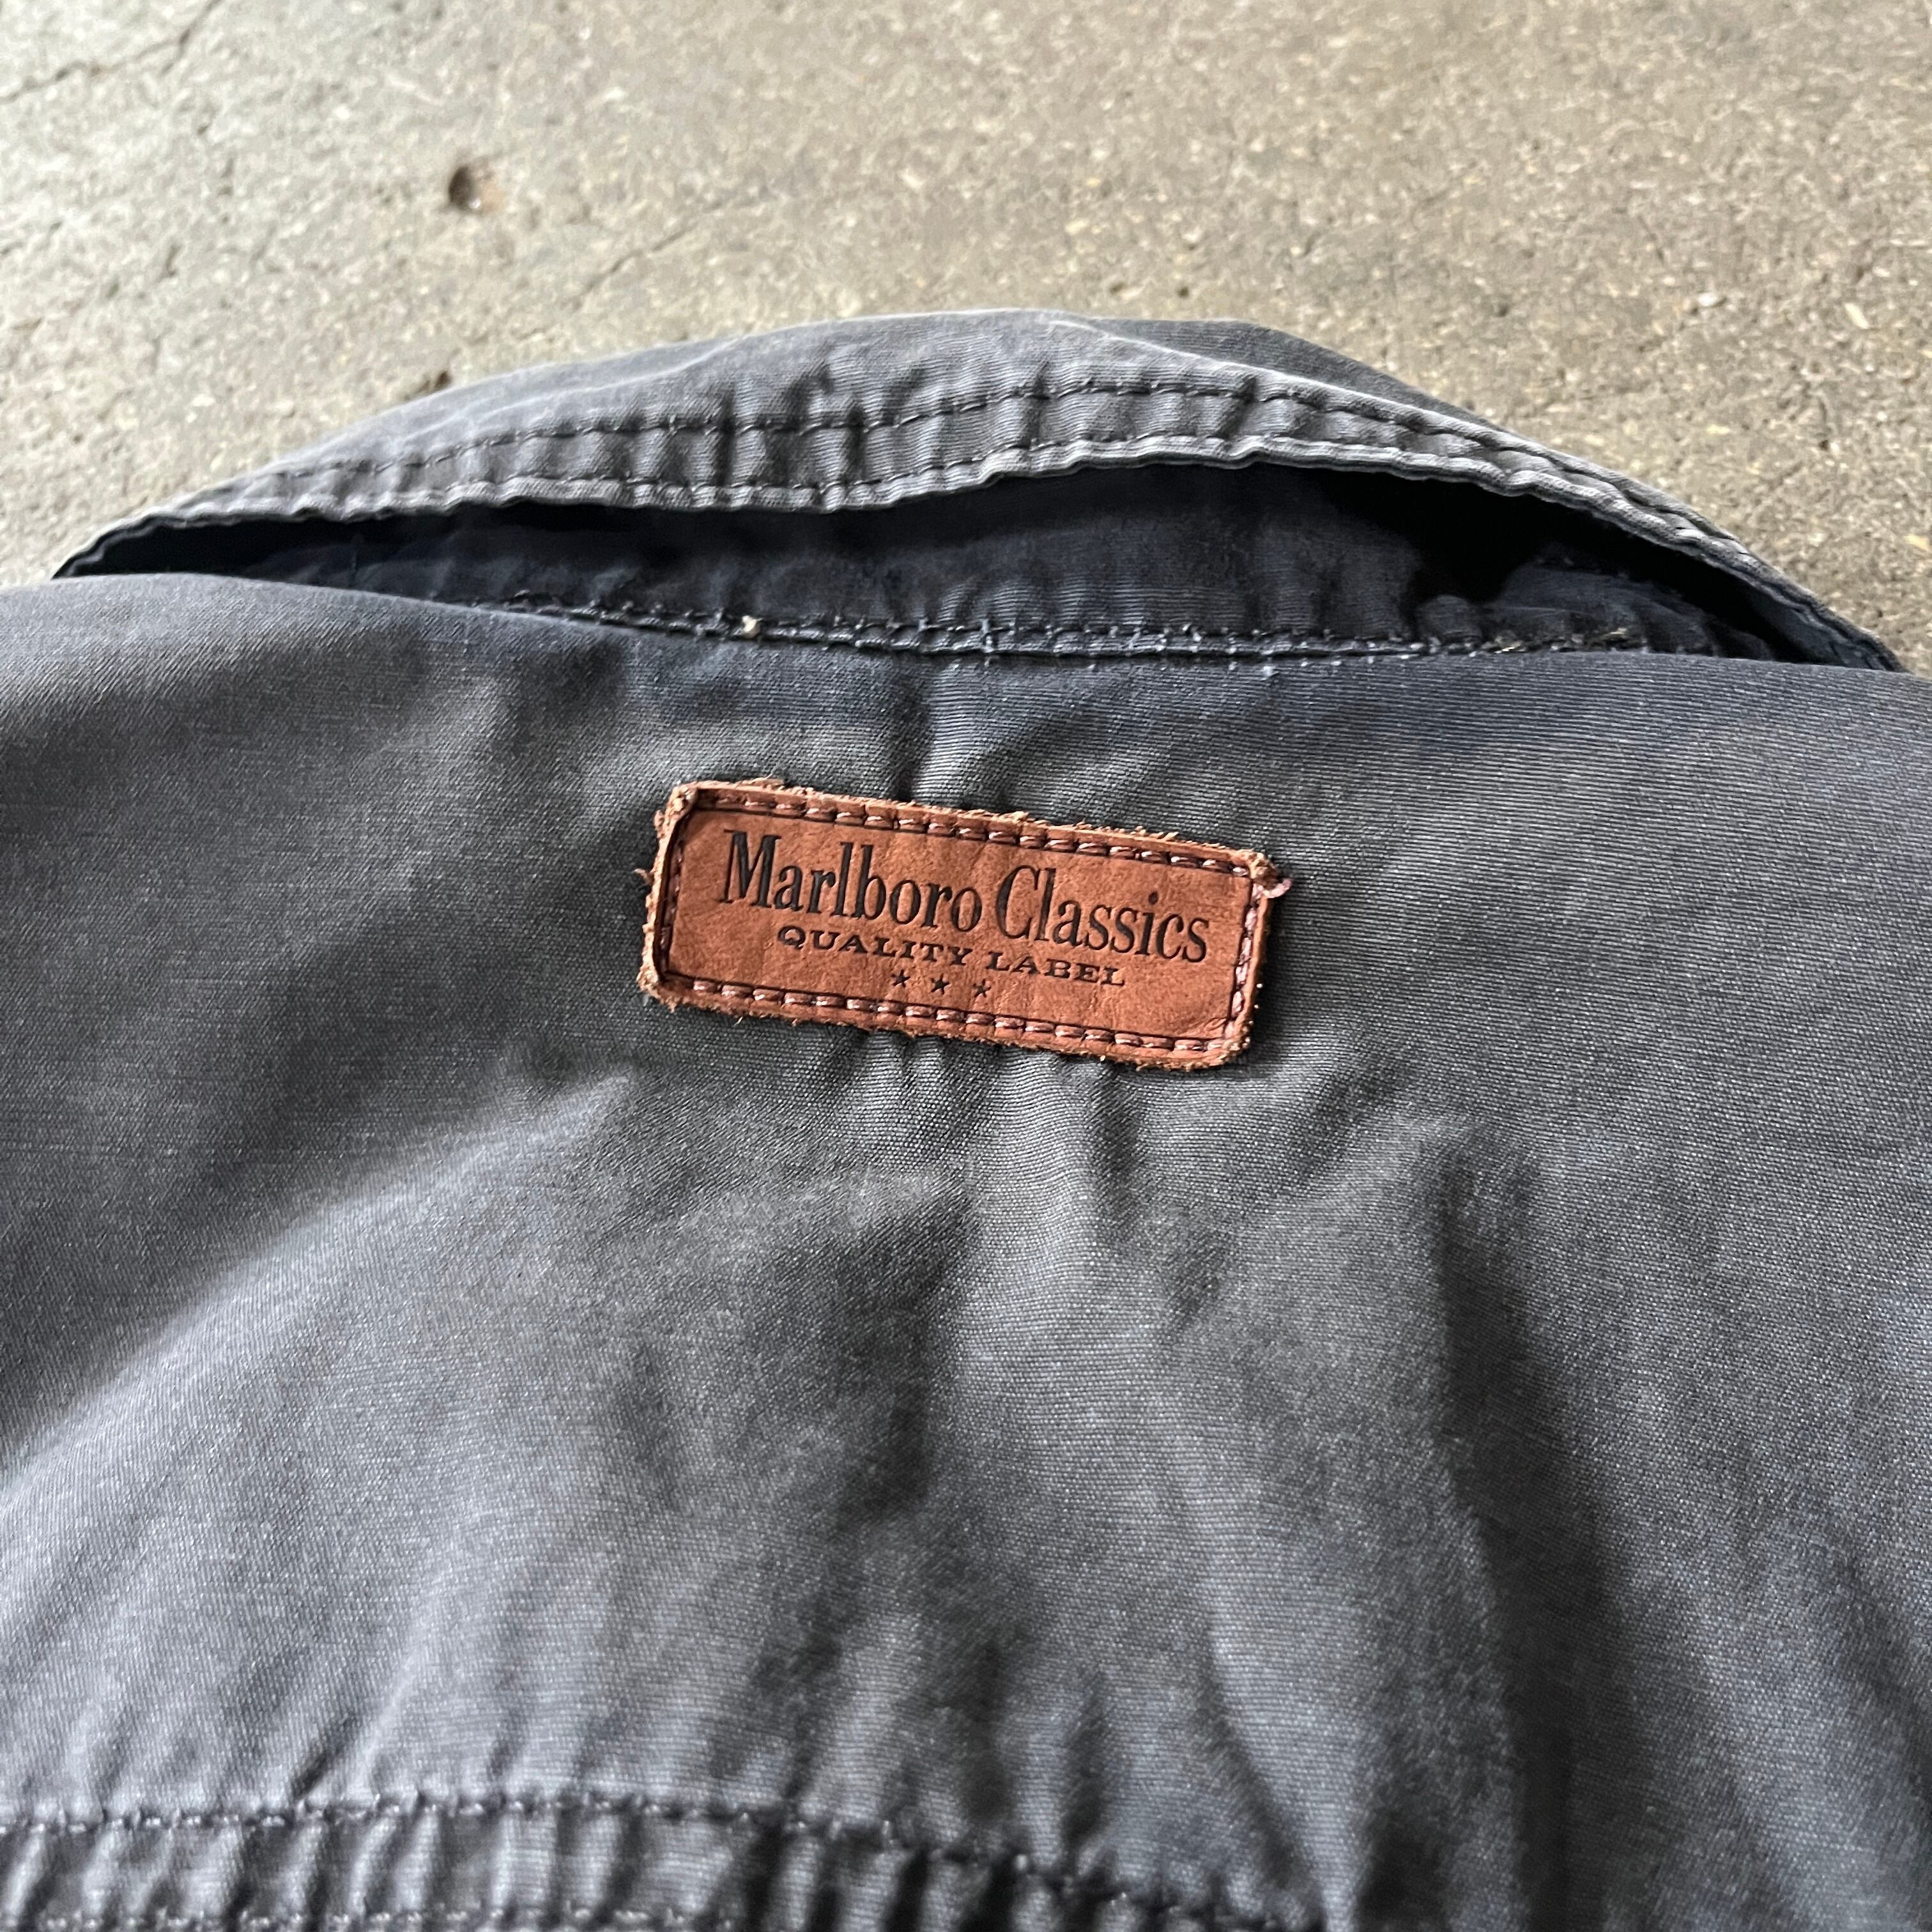 Marlboro Classics
QUALITY LABEL
★ ★ ★